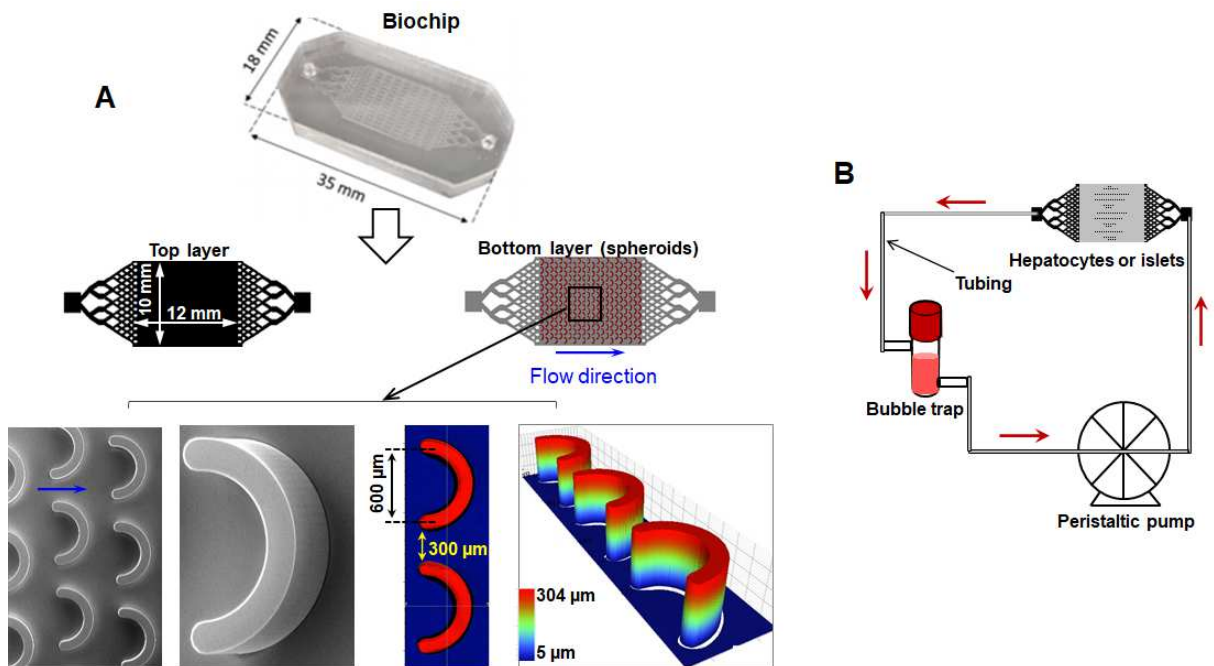 Biochip
A
18 mm
35 mm
Top layer
10 mm
12 mm
Bottom layer (spheroids)
Flow direction
600 µm
300 µm
304 µm
5 µm
B
Hepatocytes or islets
Tubing
Bubble trap
Peristaltic pump